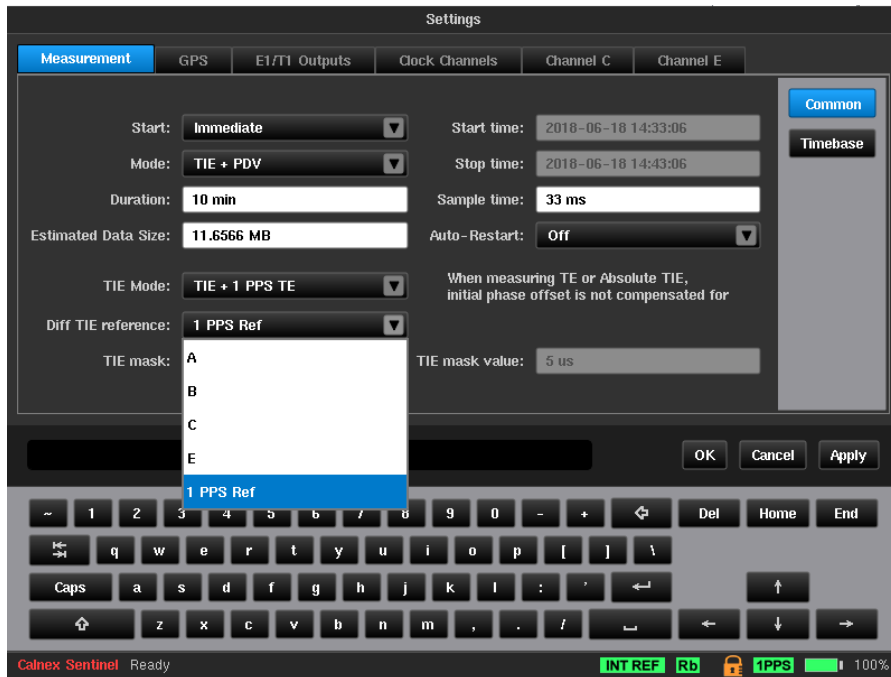 Settings
Measurement GPS E1/T1 Outputs Clock Channels Channel C Channel E
Common
Timebase
Start: Immediate Start time: 2018-06-18 14:33:06
Mode: TIE + PDV Stop time: 2018-06-18 14:43:06
Duration: 10 min Sample time: 33 ms
Estimated Data Size: 11.6566 MB Auto-Restart: Off
TIE Mode: TIE + 1 PPS TE When measuring TE or Absolute TIE,
initial phase offset is not compensated for
Diff TIE reference: 1 PPS Ref
TIE mask: TIE mask value: 5 us
A
B
C
E
1 PPS Ref
OK Cancel Apply
~ 1 2 3 4 5 6 7 8 9 0 - + Del Home End
q w e r t y u i o p [ ] \
Caps a s d f g h j k l : '
z x c v b n m , . /
Calnex Sentinel Ready INT REF Rb 1PPS 100%